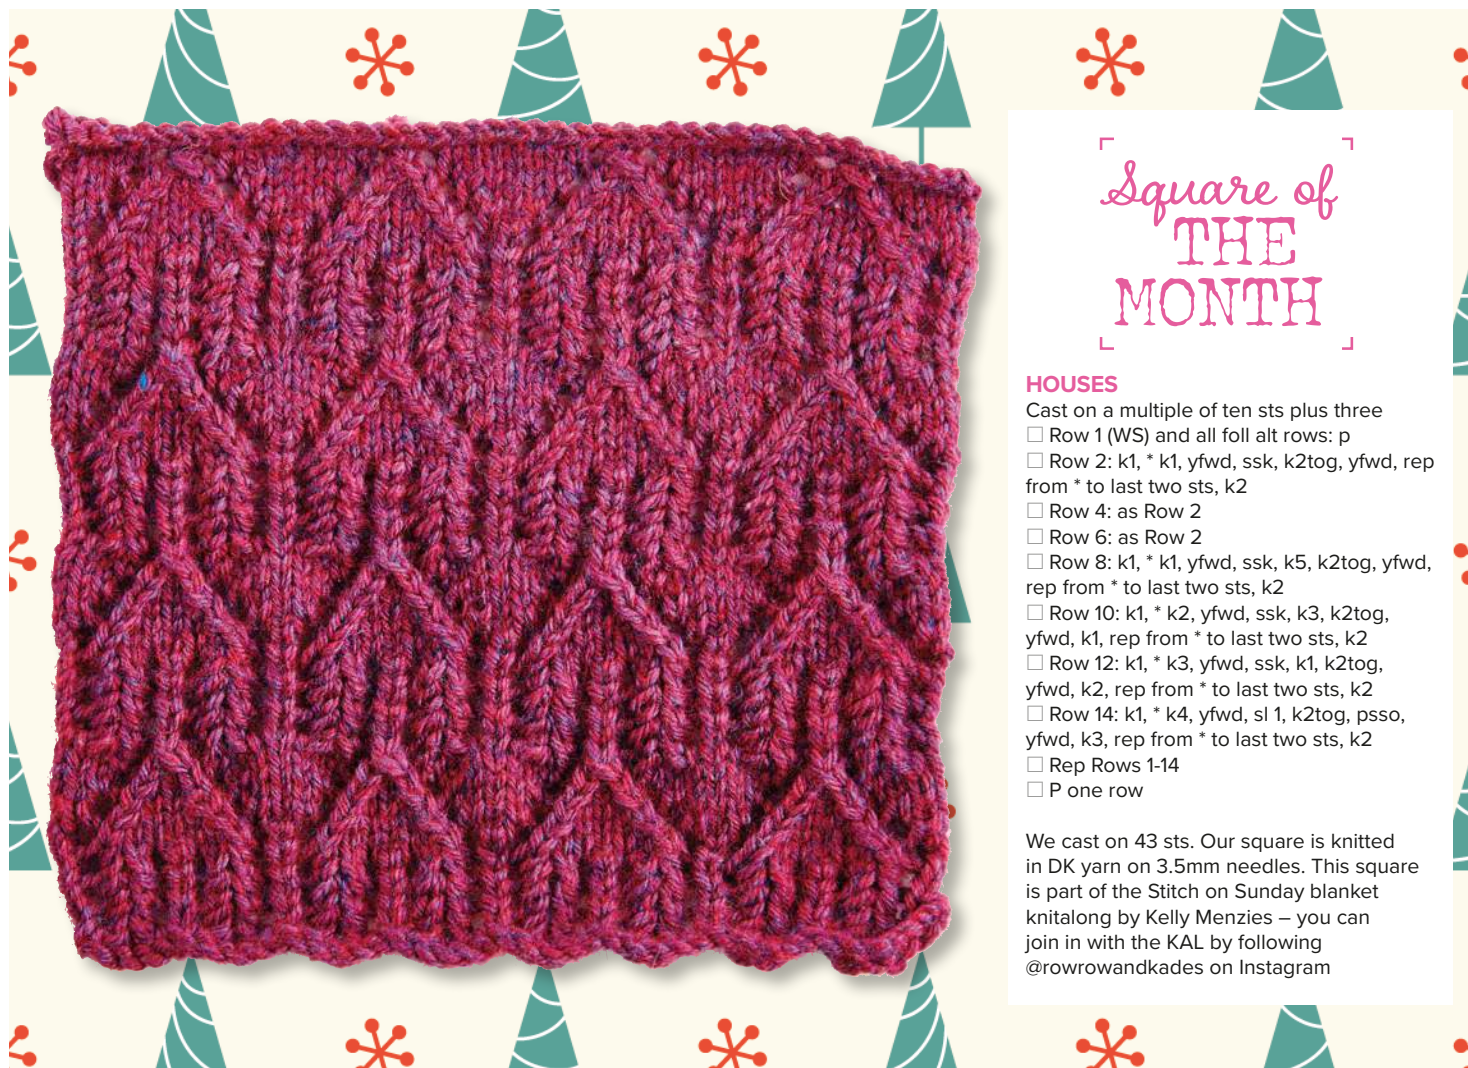 Square of
THE
MONTH
HOUSES
Cast on a multiple of ten sts plus three
☐ Row 1 (WS) and all foll alt rows: p
☐ Row 2: k1, * k1, yfwd, ssk, k2tog, yfwd, rep
from * to last two sts, k2
☐ Row 4: as Row 2
☐ Row 6: as Row 2
☐ Row 8: k1, * k1, yfwd, ssk, k5, k2tog, yfwd,
rep from * to last two sts, k2
☐ Row 10: k1, * k2, yfwd, ssk, k3, k2tog,
yfwd, k1, rep from * to last two sts, k2
☐ Row 12: k1, * k3, yfwd, ssk, k1, k2tog,
yfwd, k2, rep from * to last two sts, k2
☐ Row 14: k1, * k4, yfwd, sl 1, k2tog, psso,
yfwd, k3, rep from * to last two sts, k2
☐ Rep Rows 1-14
☐ P one row
We cast on 43 sts. Our square is knitted
in DK yarn on 3.5mm needles. This square
is part of the Stitch on Sunday blanket
knitalong by Kelly Menzies – you can
join in with the KAL by following
@rowrowandkades on Instagram